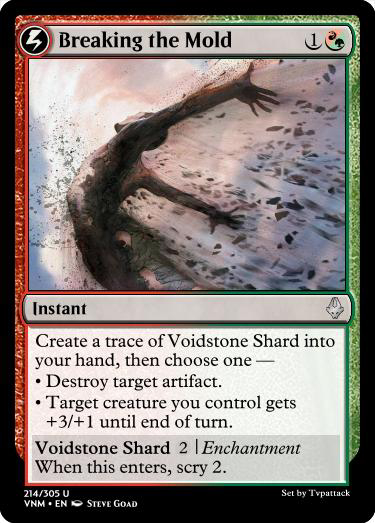 Breaking the Mold 1
Instant
Create a trace of Voidstone Shard into
your hand, then choose one —
• Destroy target artifact.
• Target creature you control gets
+3/+1 until end of turn.
Voidstone Shard 2 | Enchantment
When this enters, scry 2.
214/305 U
Set by Tvpattack
VNM • EN Steve Goad